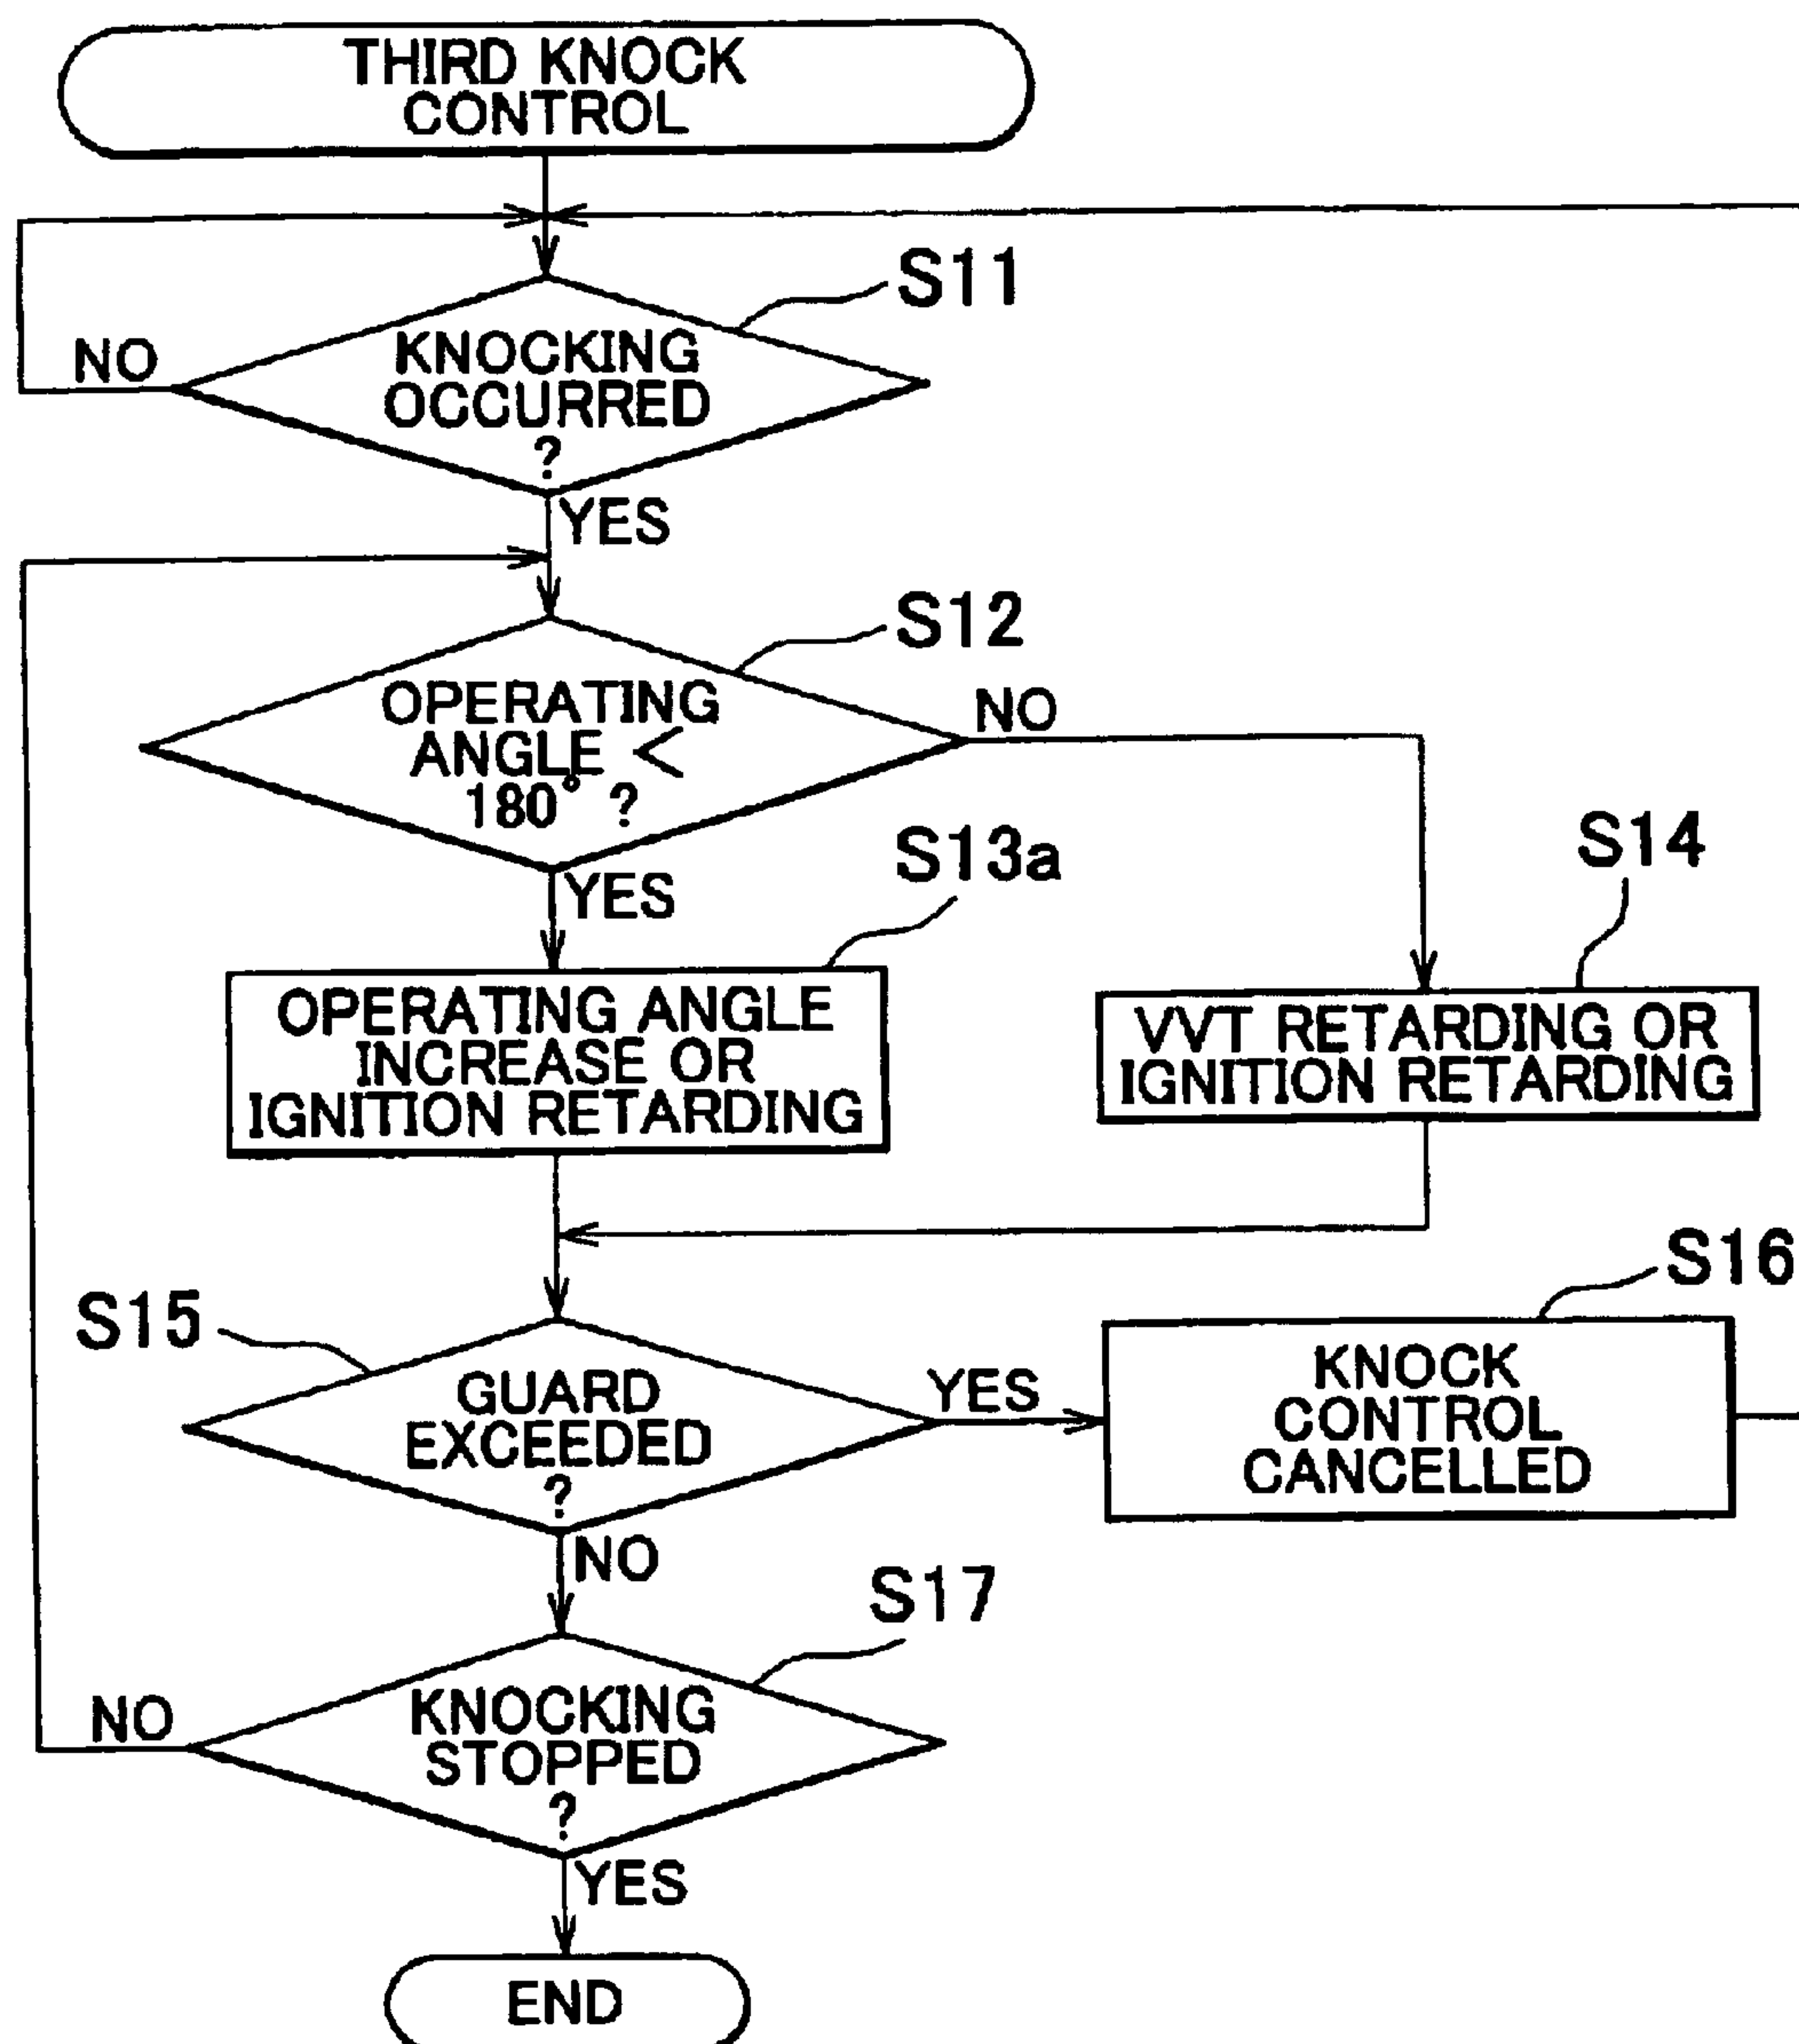 THIRD KNOCK
CONTROL
S11
KNOCKING
OCCURRED
?
NO
YES
S12
OPERATING
ANGLE <
180° ?
NO
YES
S13a
OPERATING ANGLE
INCREASE OR
IGNITION RETARDING
S14
VVT RETARDING OR
IGNITION RETARDING
S15
GUARD
EXCEEDED
?
YES
S16
KNOCK
CONTROL
CANCELLED
NO
S17
KNOCKING
STOPPED
?
NO
YES
END